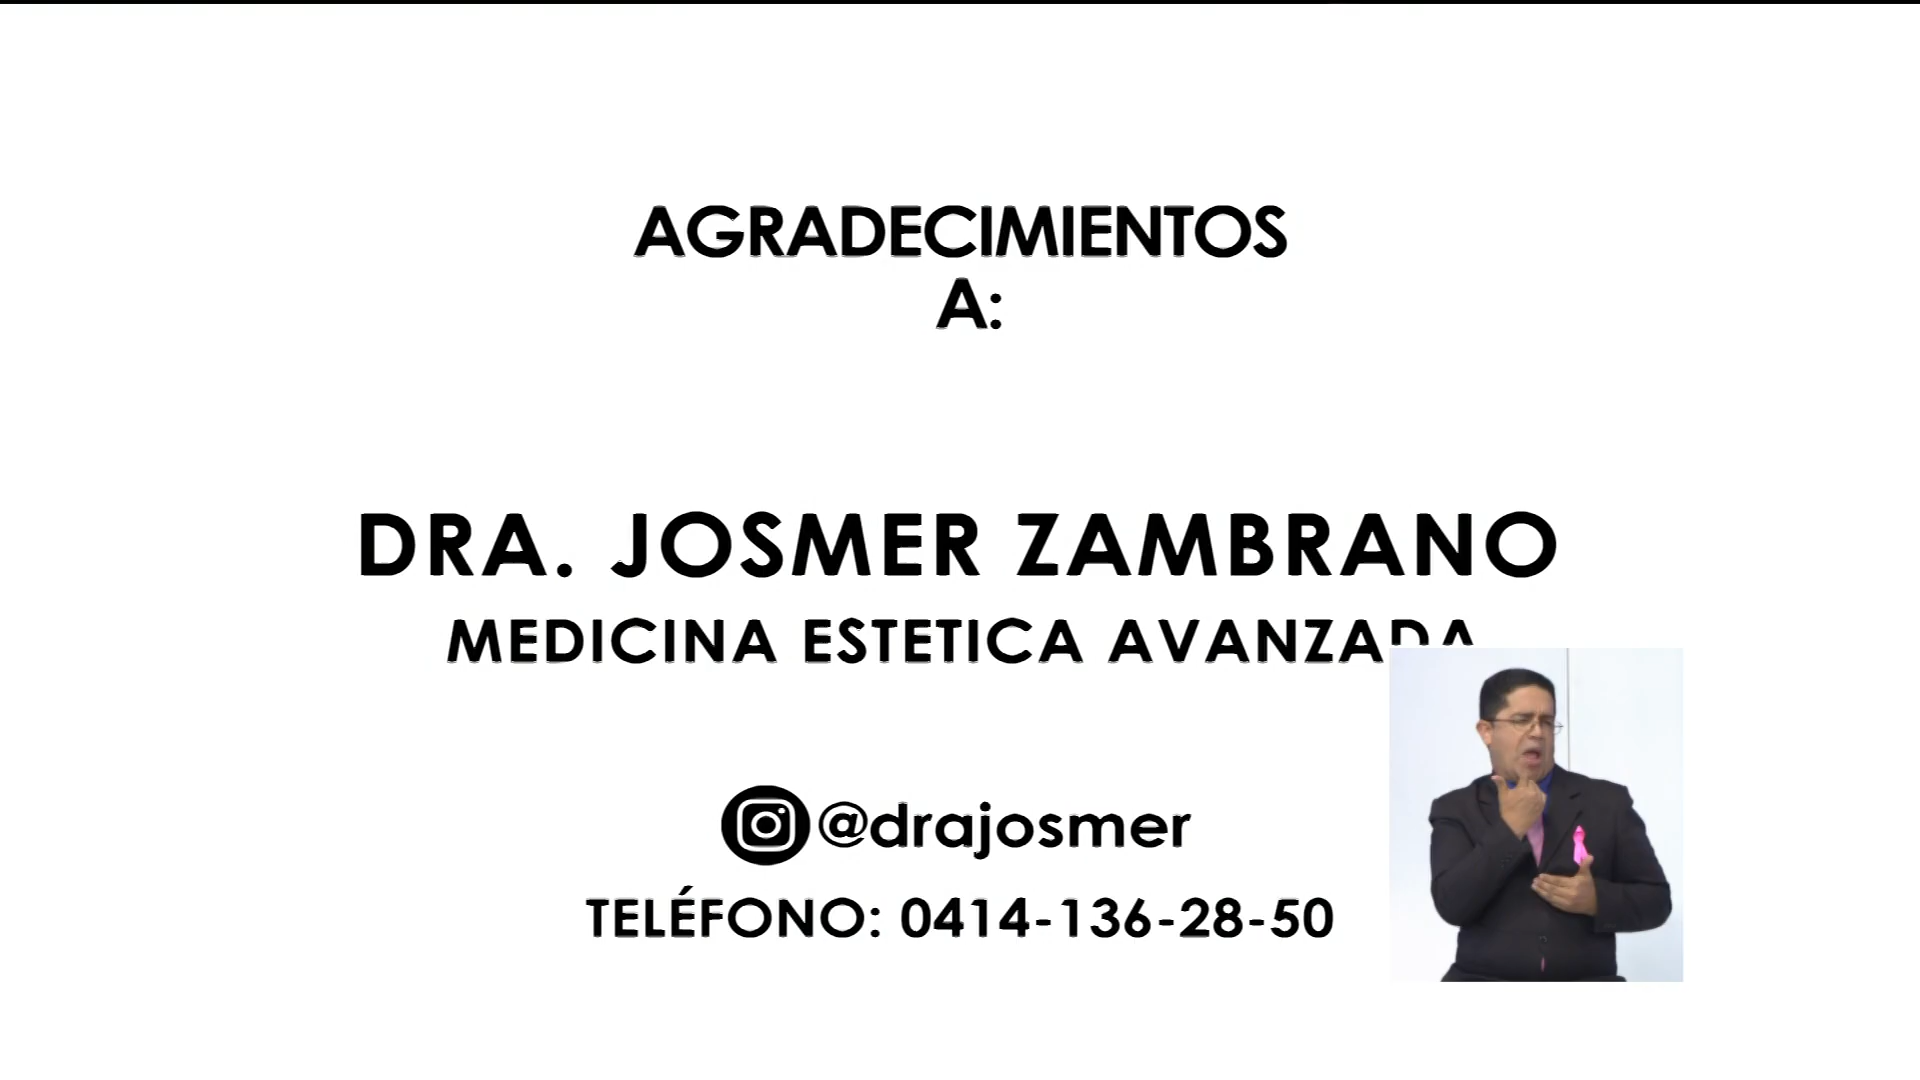 AGRADECIMIENTOS
A:
DRA. JOSMER ZAMBRANO
MEDICINA ESTETICA AVANZADA
@drajosmer
TELÉFONO: 0414-136-28-50